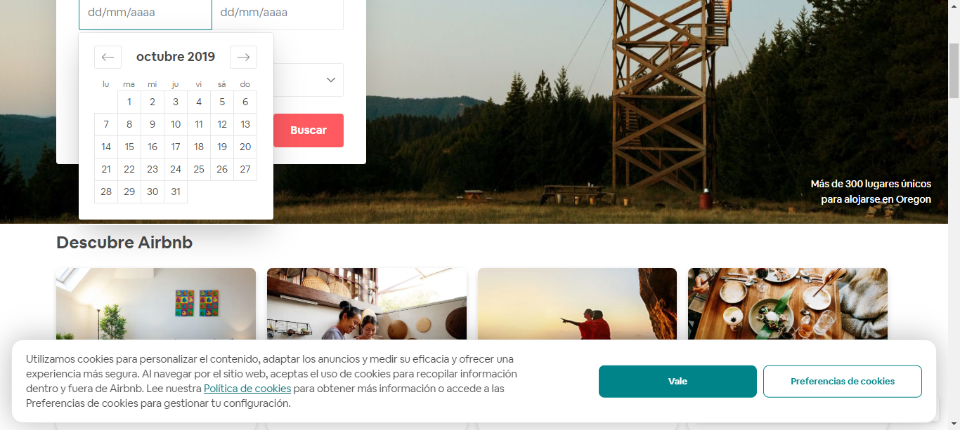 dd/mm/aaaa dd/mm/aaaa
octubre 2019
lu ma mi ju vi sá do
1 2 3 4 5 6
7 8 9 10 11 12 13
14 15 16 17 18 19 20
21 22 23 24 25 26 27
28 29 30 31
Buscar
Más de 300 lugares únicos
para alojarse en Oregon
Descubre Airbnb
Utilizamos cookies para personalizar el contenido, adaptar los anuncios y medir su eficacia y ofrecer una
experiencia más segura. Al navegar por el sitio web, aceptas el uso de cookies para recopilar información
dentro y fuera de Airbnb. Lee nuestra Política de cookies para obtener más información o accede a las
Preferencias de cookies para gestionar tu configuración.
Vale
Preferencias de cookies